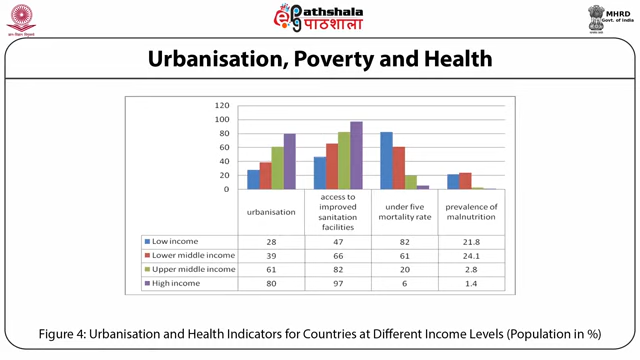 ePathshala
पाठशाला
MHRD
Govt. of India
Urbanisation, Poverty and Health
120
100
80
60
40
20
0
urbanisation
access to improved sanitation facilities
under five mortality rate
prevalence of malnutrition
Low income 28 47 82 21.8
Lower middle income 39 66 61 24.1
Upper middle income 61 82 20 2.8
High income 80 97 6 1.4
Figure 4: Urbanisation and Health Indicators for Countries at Different Income Levels (Population in %)